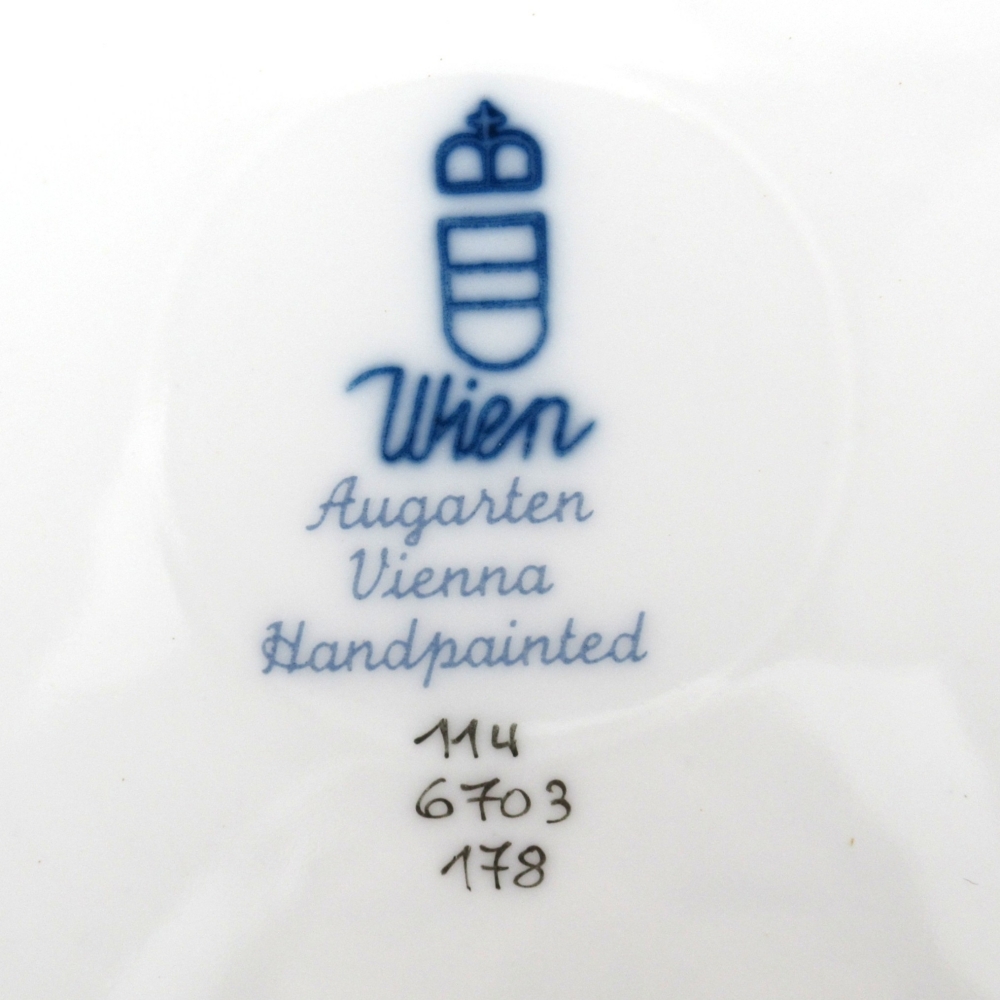 Wien
Augarten
Vienna
Handpainted
114
6703
178